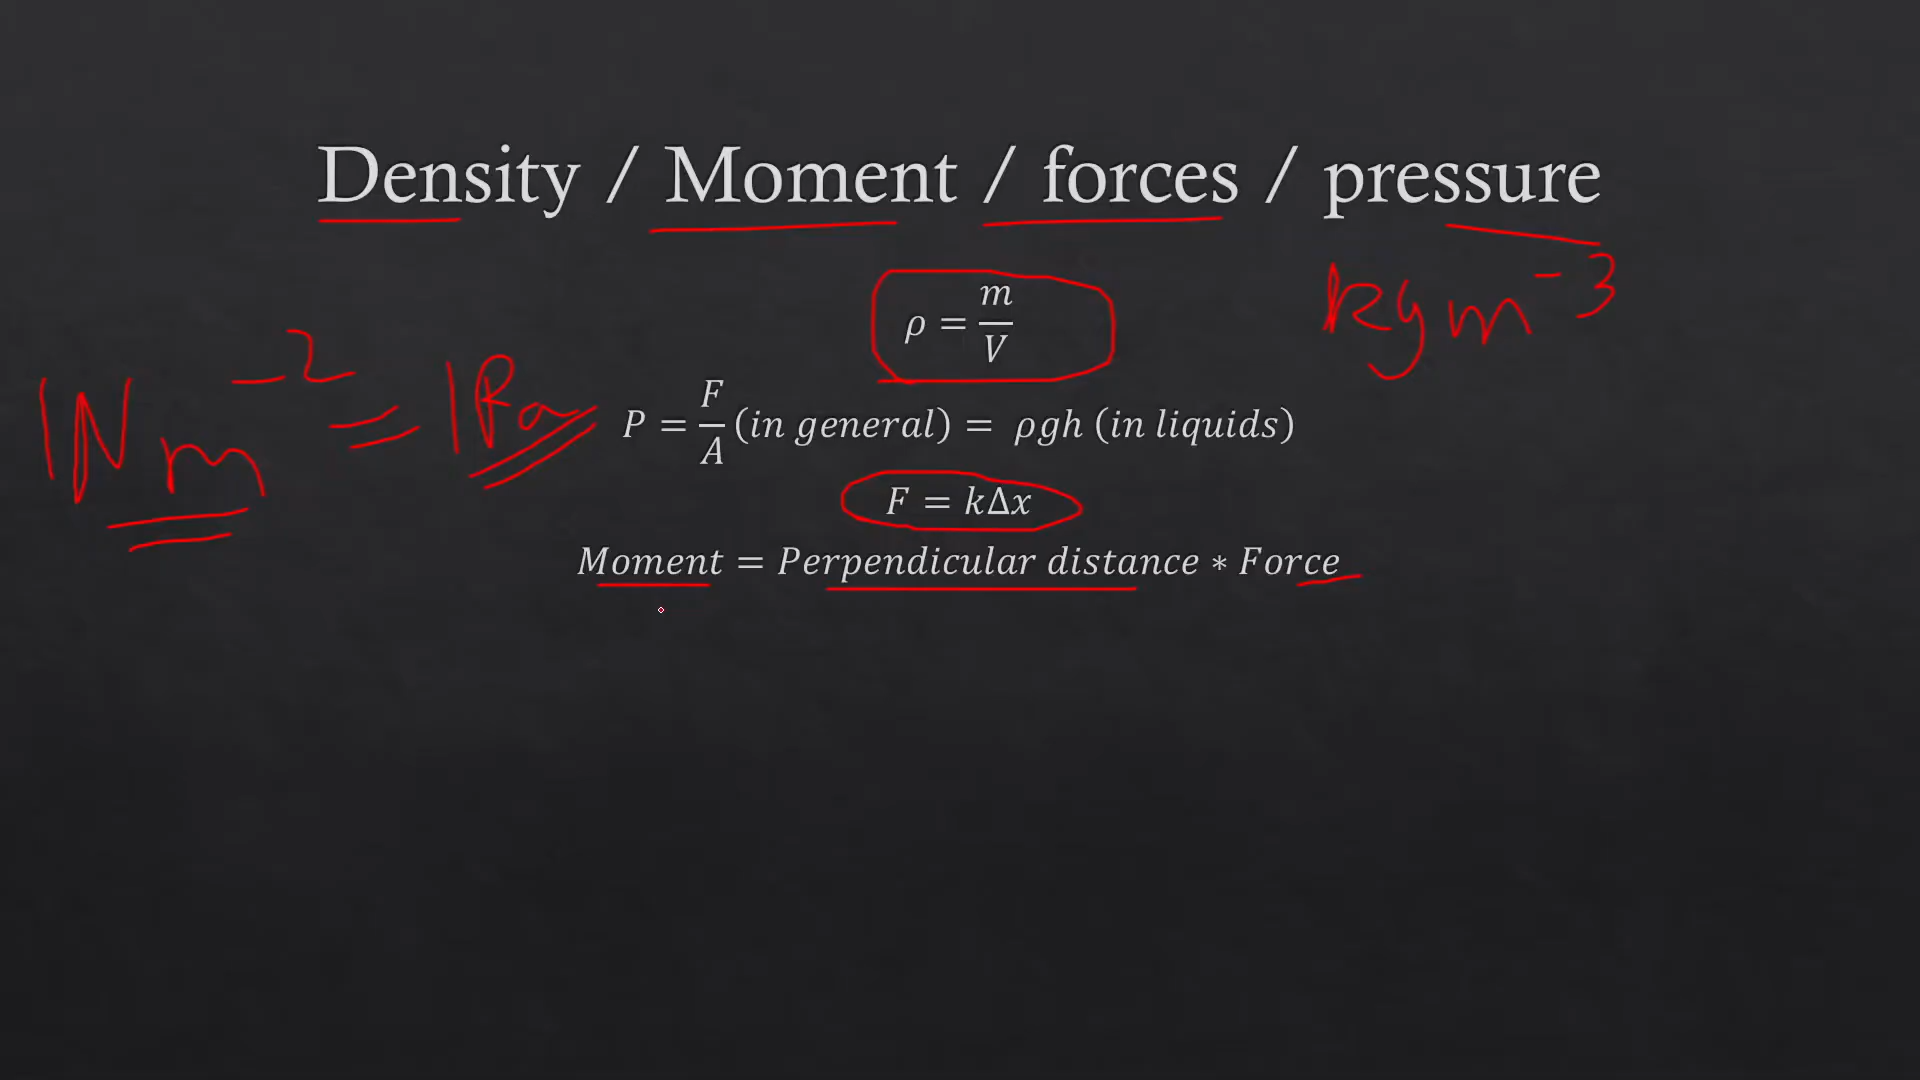 Density / Moment / forces / pressure
ρ = m/V
kgm⁻³
1Nm⁻² = 1Pa
P = F/A (in general) = ρgh (in liquids)
F = kΔx
Moment = Perpendicular distance * Force